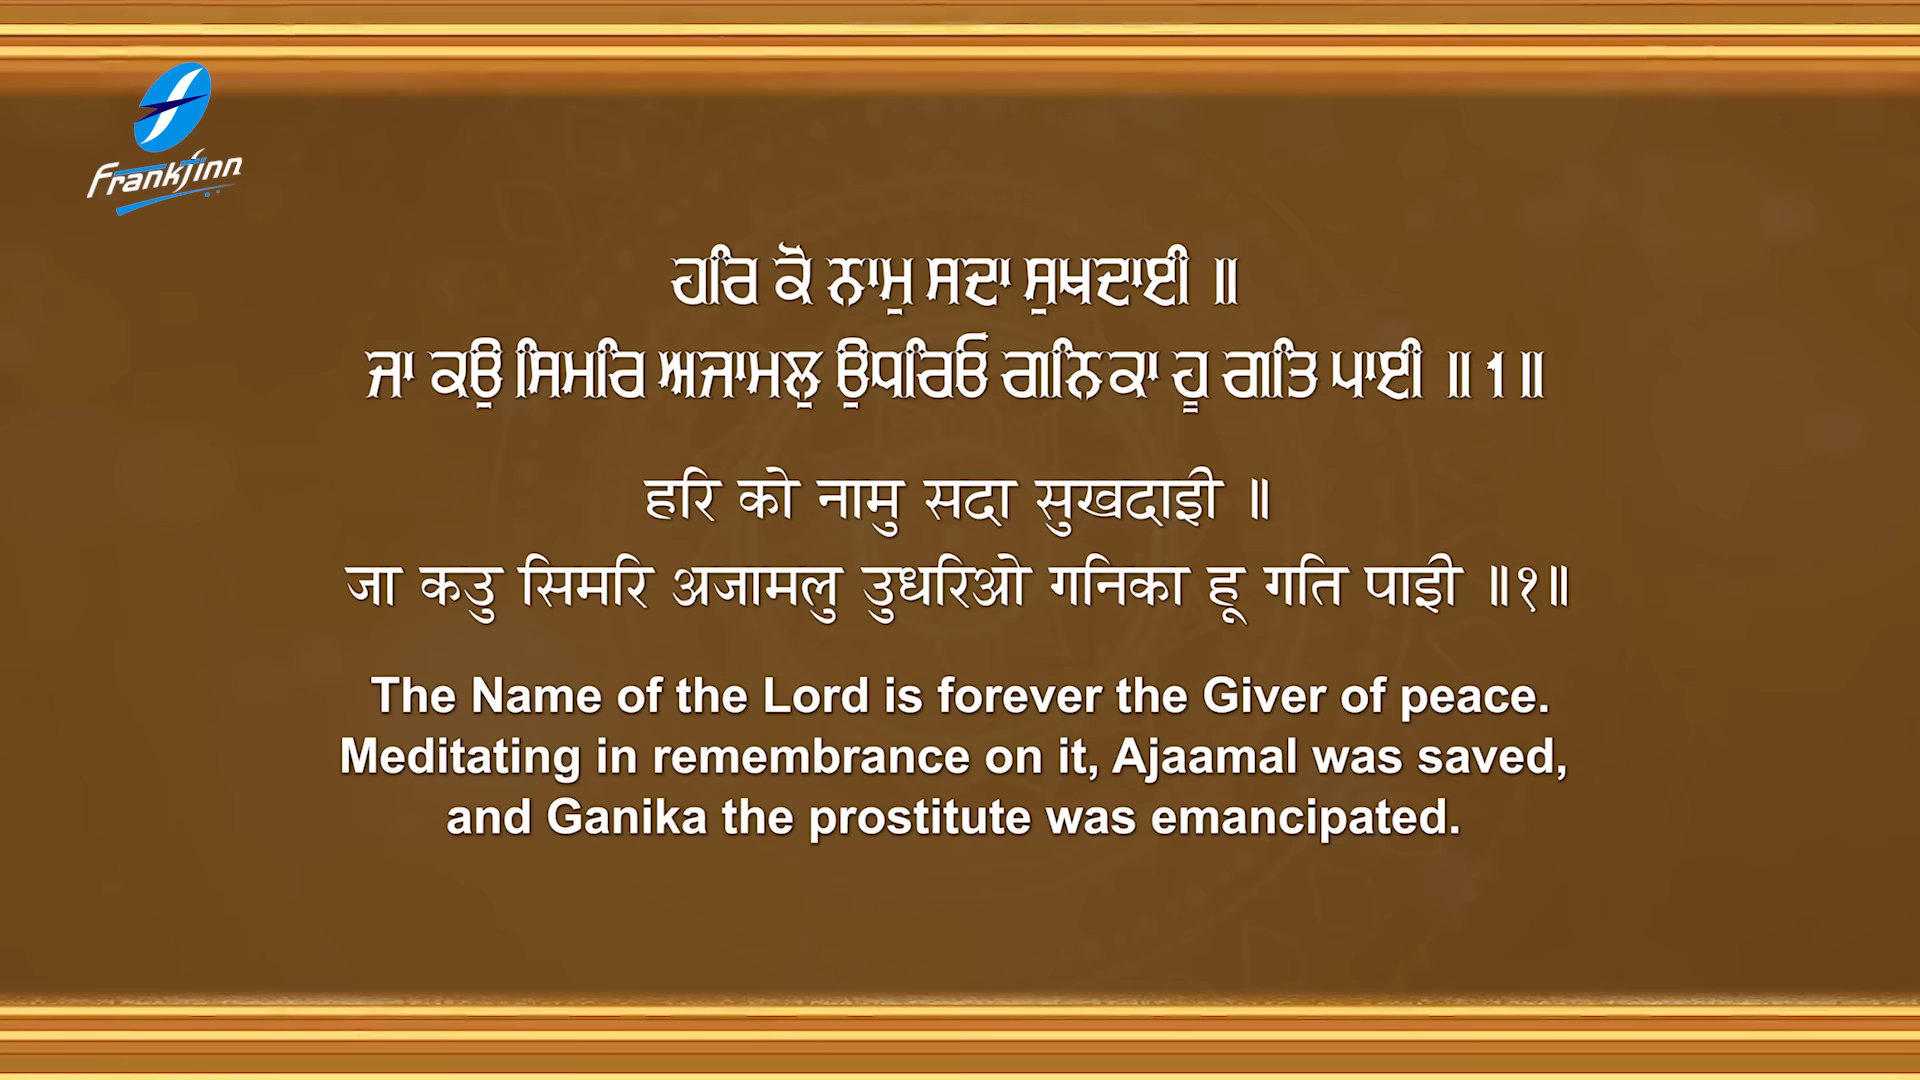 Frankfinn
ਹਰਿ ਕੋ ਨਾਮੁ ਸਦਾ ਸੁਖਦਾਈ ॥
ਜਾ ਕਉ ਸਿਮਰਿ ਅਜਾਮਲੁ ਉਧਰਿਓ ਗਨਿਕਾ ਹੂ ਗਤਿ ਪਾਈ ॥੧॥
हरि को नामु सदा सुखदाई ॥
जा कउ सिमरि अजामलु उधरिओ गनिका हू गति पाई ॥१॥
The Name of the Lord is forever the Giver of peace.
Meditating in remembrance on it, Ajaamal was saved,
and Ganika the prostitute was emancipated.